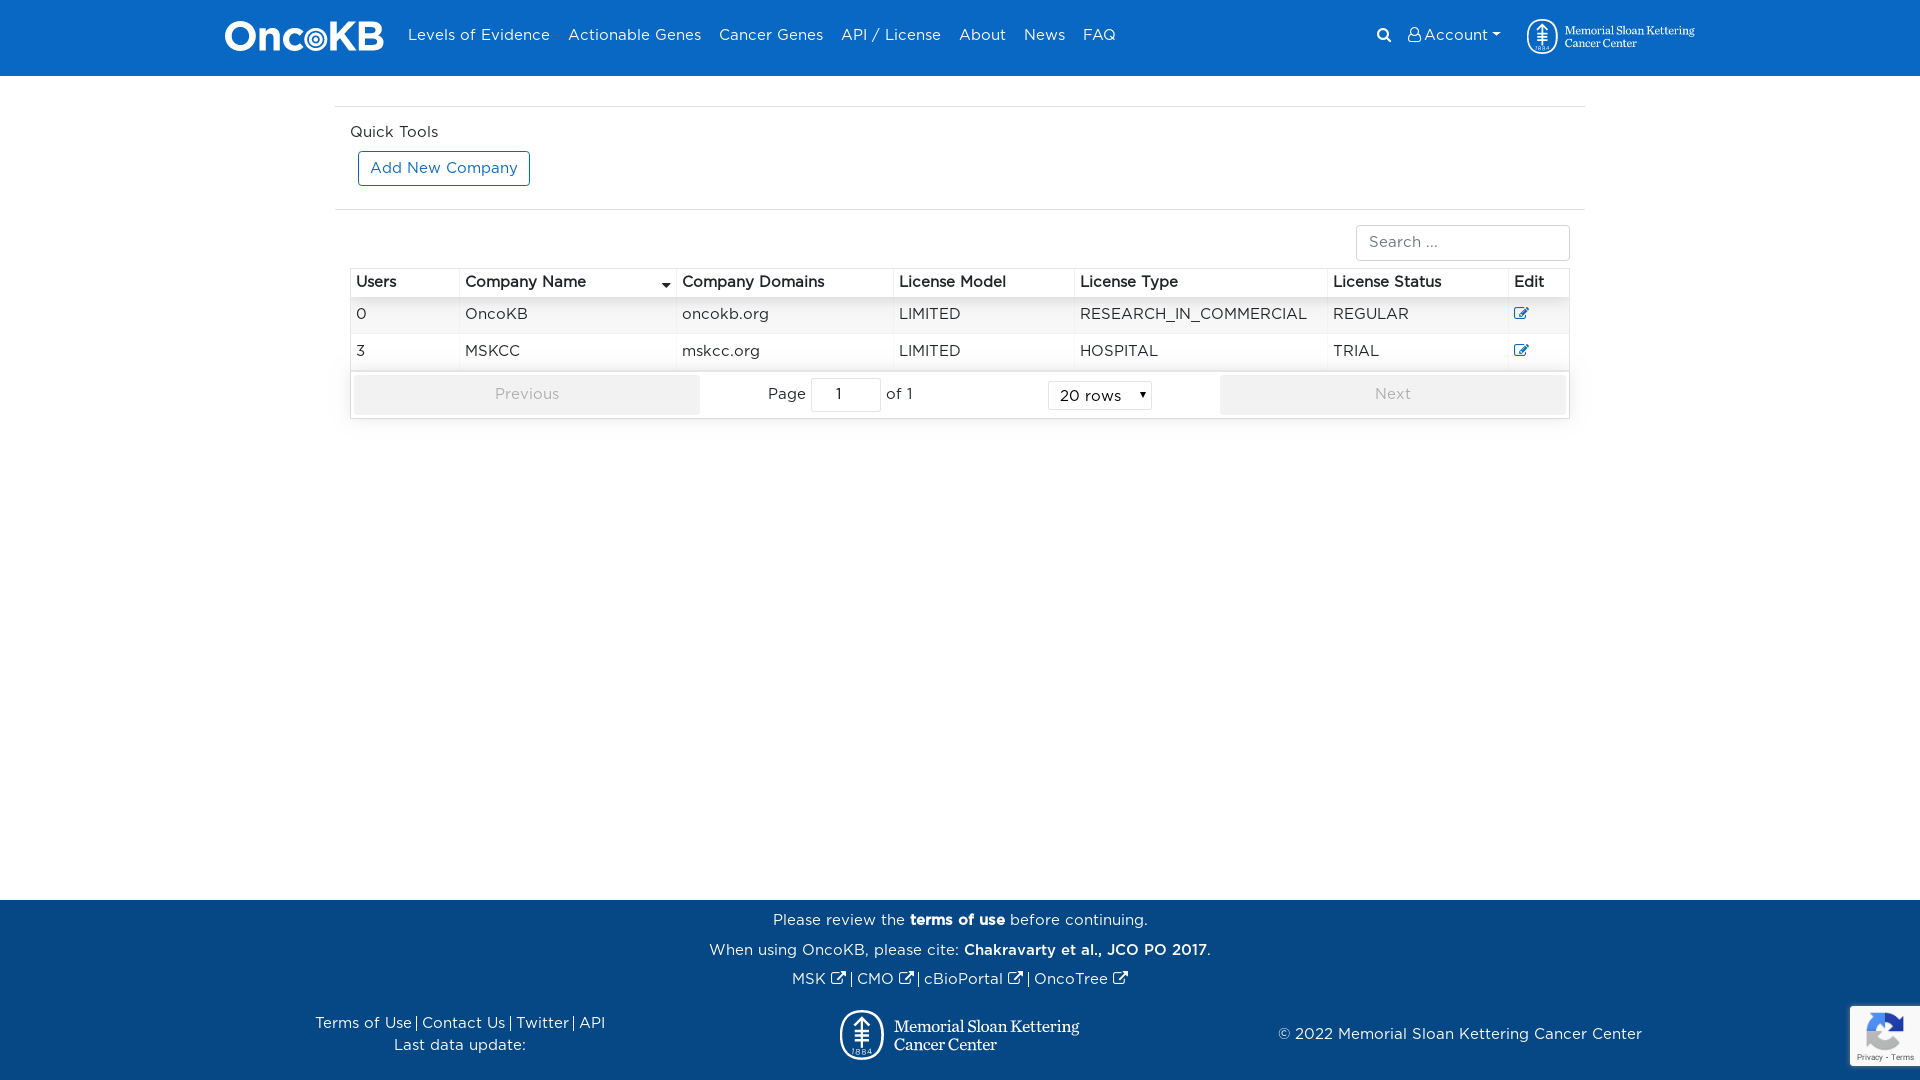 OncoKB Levels of Evidence Actionable Genes Cancer Genes API / License About News FAQ Account 1884 Memorial Sloan Kettering Cancer Center
Quick Tools
Add New Company
Search ...
Users Company Name Company Domains License Model License Type License Status Edit
0 OncoKB oncokb.org LIMITED RESEARCH_IN_COMMERCIAL REGULAR
3 MSKCC mskcc.org LIMITED HOSPITAL TRIAL
Previous Page 1 of 1 20 rows Next
Please review the terms of use before continuing.
When using OncoKB, please cite: Chakravarty et al., JCO PO 2017.
MSK | CMO | cBioPortal | OncoTree
Terms of Use | Contact Us | Twitter | API
Last data update:
1884 Memorial Sloan Kettering
Cancer Center
© 2022 Memorial Sloan Kettering Cancer Center
Privacy - Terms